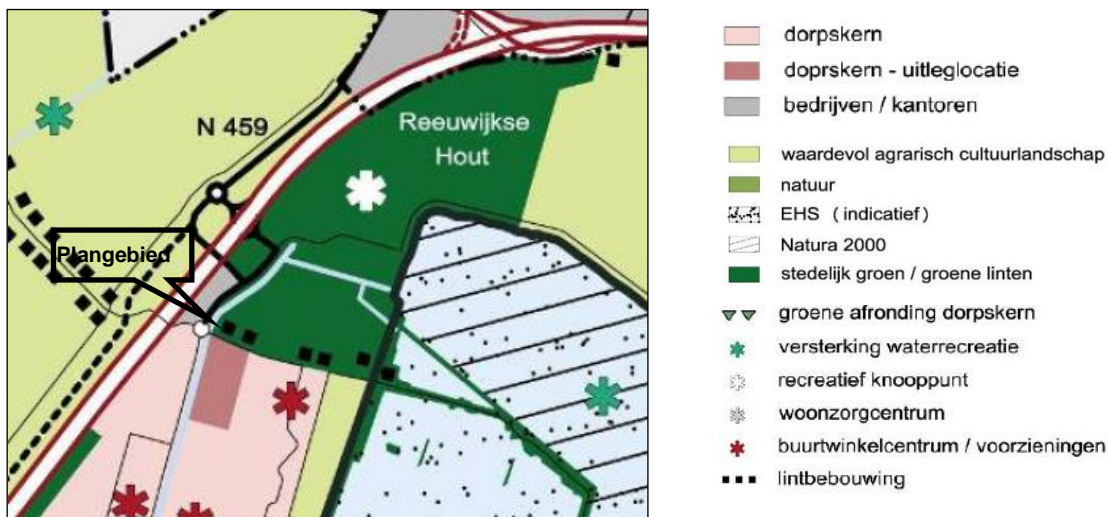 N 459
Reeuwijkse
Hout
Plangebied
dorpskern
doprskern - uitleglocatie
bedrijven / kantoren
waardevol agrarisch cultuurlandschap
natuur
EHS ( indicatief )
Natura 2000
stedelijk groen / groene linten
groene afronding dorpskern
versterking waterrecreatie
recreatief knooppunt
woonzorgcentrum
buurtwinkelcentrum / voorzieningen
lintbebouwing